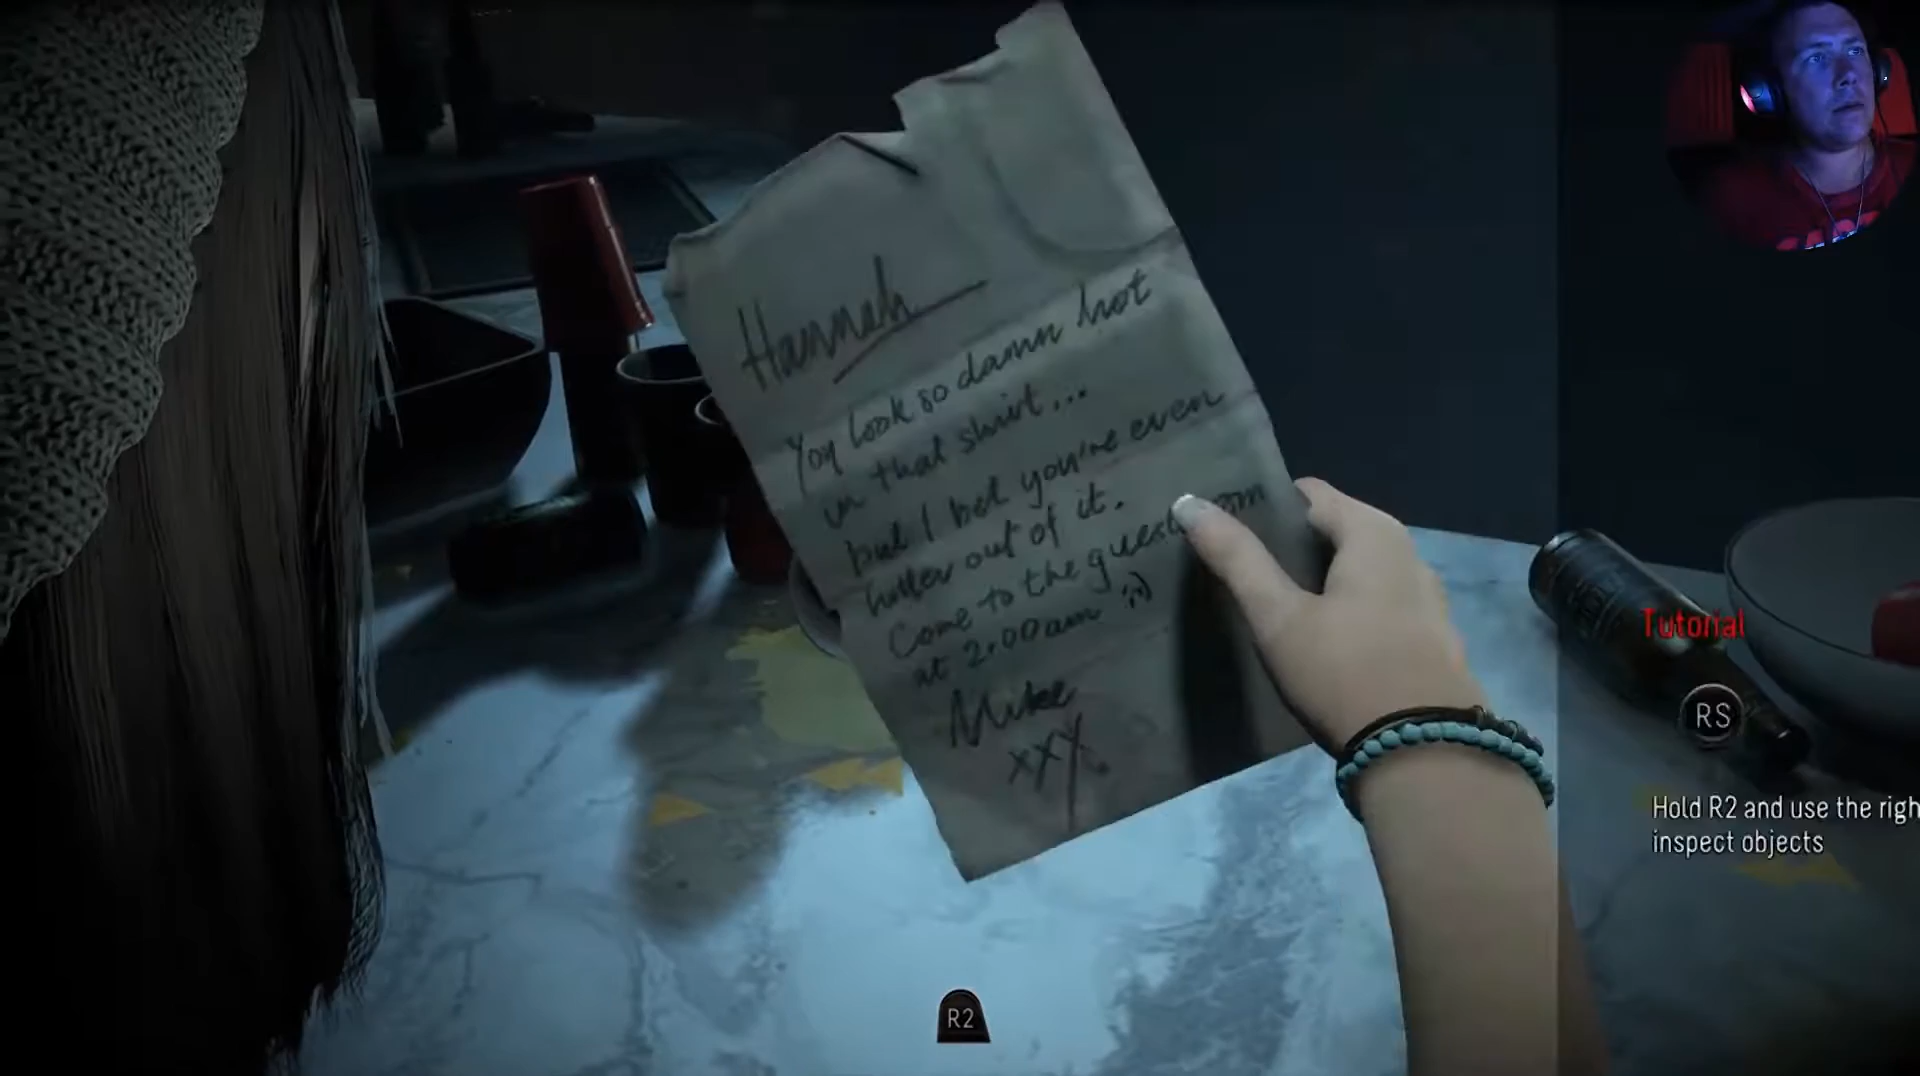 Hannah
You look so damn hot
in that shirt...
but I bet you're even
hotter out of it.
Come to the guest room
at 2:00am ;)
Mike
xxx
Tutorial
RS
Hold R2 and use the righ
inspect objects
R2